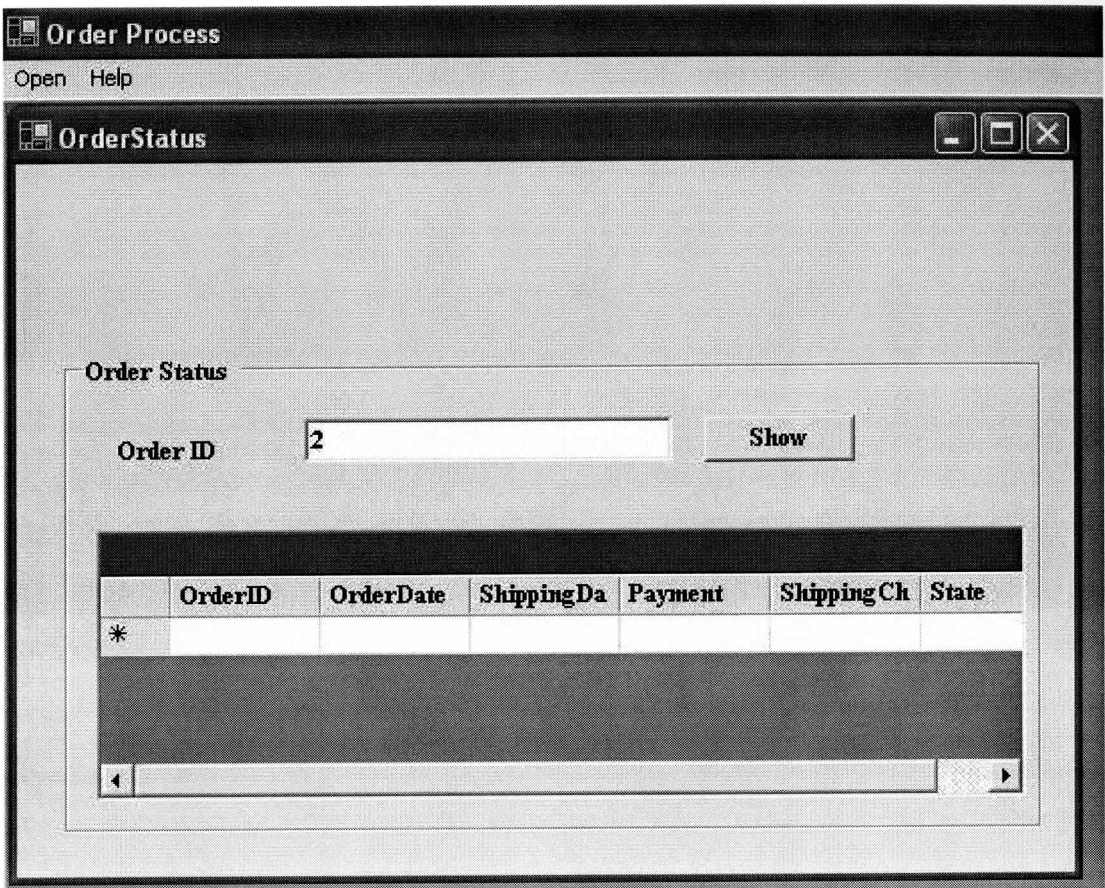 Order Process
Open Help
OrderStatus
Order Status
Order ID 2 Show
OrderID OrderDate ShippingDa Payment ShippingCh State
*